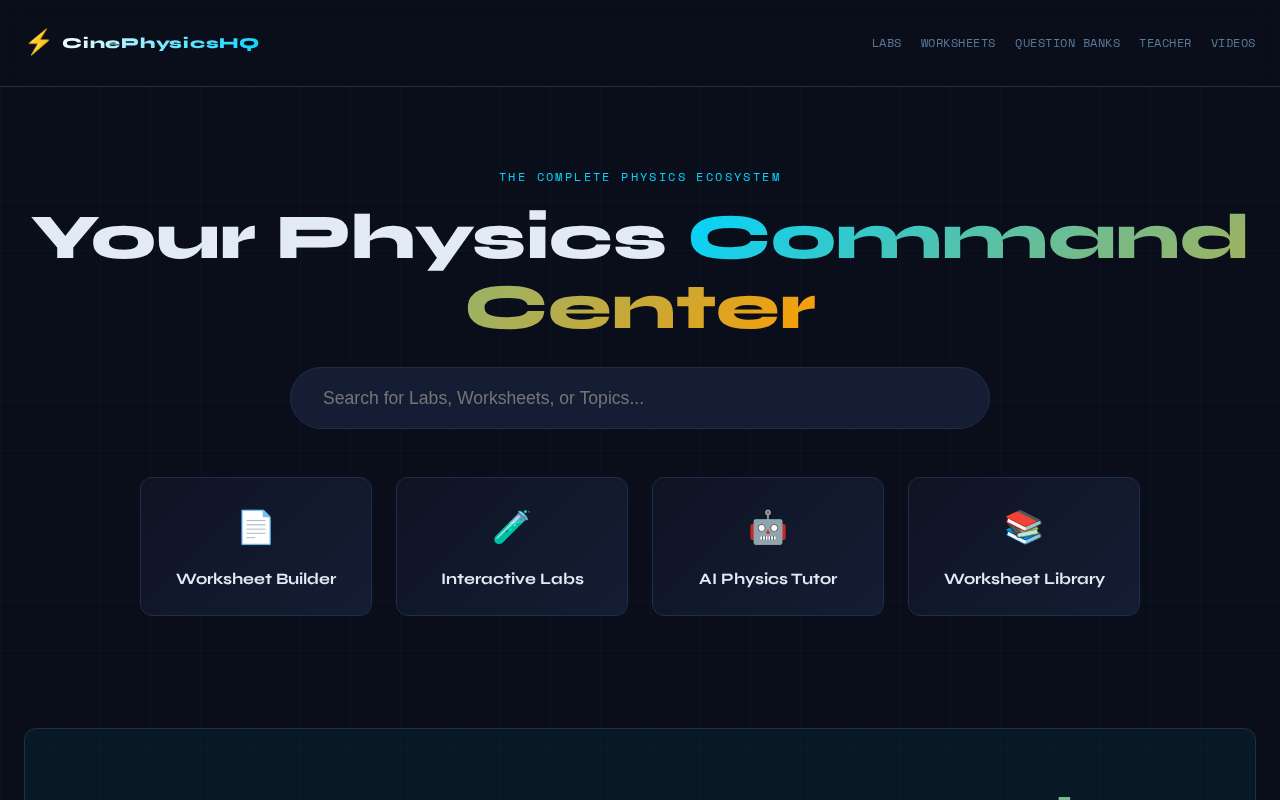 CinePhysicsHQ
LABS WORKSHEETS QUESTION BANKS TEACHER VIDEOS
THE COMPLETE PHYSICS ECOSYSTEM
Your Physics Command
Center
Search for Labs, Worksheets, or Topics...
Worksheet Builder
Interactive Labs
AI Physics Tutor
Worksheet Library